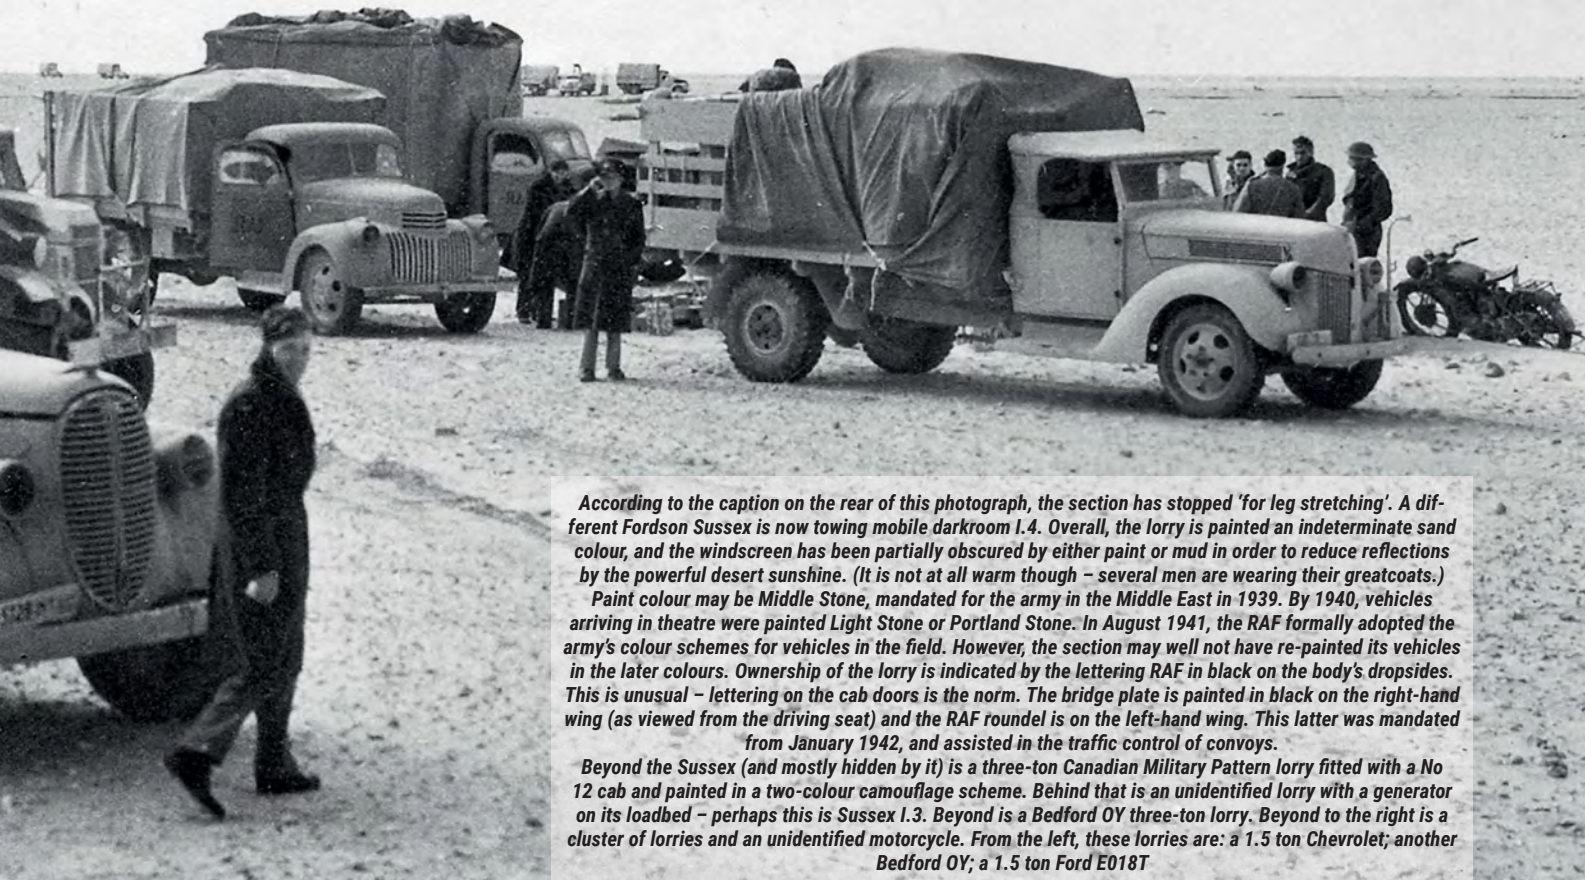 RAF
According to the caption on the rear of this photograph, the section has stopped ‘for leg stretching’. A dif-
ferent Fordson Sussex is now towing mobile darkroom I.4. Overall, the lorry is painted an indeterminate sand
colour, and the windscreen has been partially obscured by either paint or mud in order to reduce reflections
by the powerful desert sunshine. (It is not at all warm though – several men are wearing their greatcoats.)
Paint colour may be Middle Stone, mandated for the army in the Middle East in 1939. By 1940, vehicles
arriving in theatre were painted Light Stone or Portland Stone. In August 1941, the RAF formally adopted the
army’s colour schemes for vehicles in the field. However, the section may well not have re-painted its vehicles
in the later colours. Ownership of the lorry is indicated by the lettering RAF in black on the body’s dropsides.
This is unusual – lettering on the cab doors is the norm. The bridge plate is painted in black on the right-hand
wing (as viewed from the driving seat) and the RAF roundel is on the left-hand wing. This latter was mandated
from January 1942, and assisted in the traffic control of convoys.
Beyond the Sussex (and mostly hidden by it) is a three-ton Canadian Military Pattern lorry fitted with a No
12 cab and painted in a two-colour camouflage scheme. Behind that is an unidentified lorry with a generator
on its loadbed – perhaps this is Sussex I.3. Beyond is a Bedford OY three-ton lorry. Beyond to the right is a
cluster of lorries and an unidentified motorcycle. From the left, these lorries are: a 1.5 ton Chevrolet; another
Bedford OY; a 1.5 ton Ford E018T